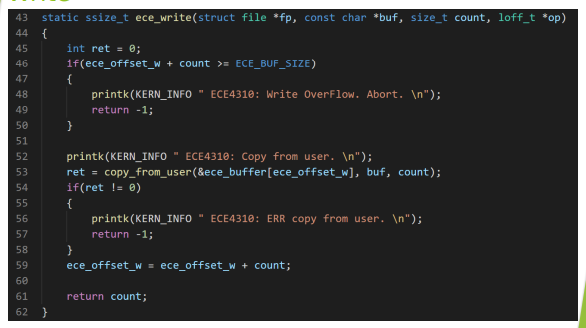 43 static ssize_t ece_write(struct file *fp, const char *buf, size_t count, loff_t *op)
44 {
45     int ret = 0;
46     if(ece_offset_w + count >= ECE_BUF_SIZE)
47     {
48         printk(KERN_INFO " ECE4310: Write OverFlow. Abort. \n");
49         return -1;
50     }
51
52     printk(KERN_INFO " ECE4310: Copy from user. \n");
53     ret = copy_from_user(&ece_buffer[ece_offset_w], buf, count);
54     if(ret != 0)
55     {
56         printk(KERN_INFO " ECE4310: ERR copy from user. \n");
57         return -1;
58     }
59     ece_offset_w = ece_offset_w + count;
60
61     return count;
62 }